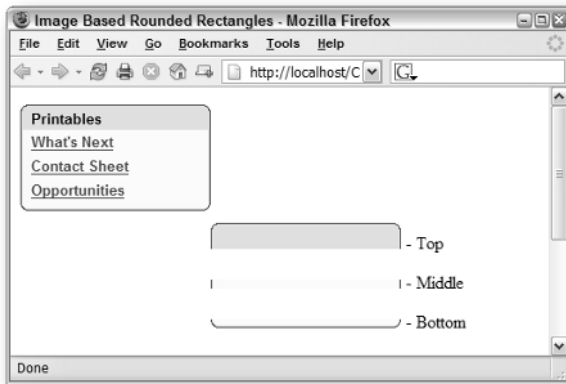 Image Based Rounded Rectangles - Mozilla Firefox
File Edit View Go Bookmarks Tools Help
http://localhost/C G
Printables
What's Next
Contact Sheet
Opportunities
- Top
- Middle
- Bottom
Done